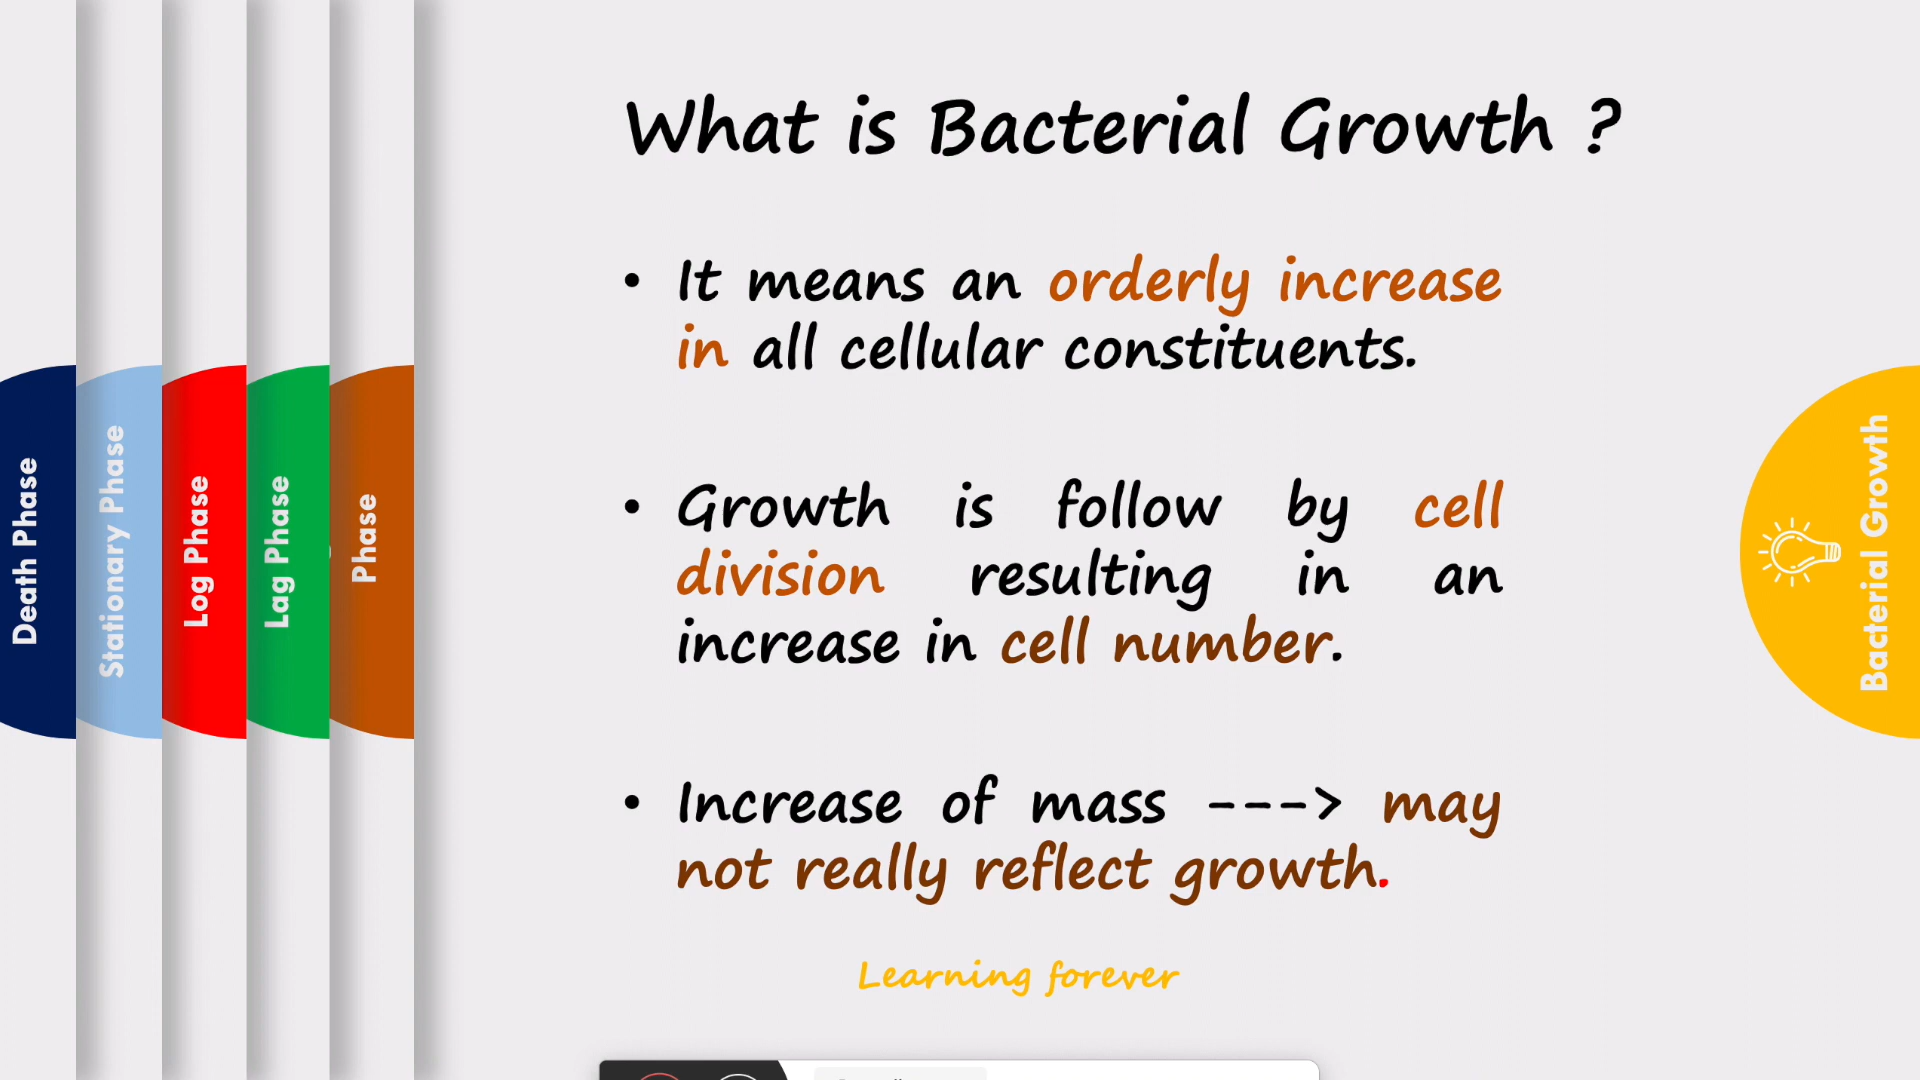 What is Bacterial Growth ?
• It means an orderly increase
in all cellular constituents.
• Growth is follow by cell
division resulting in an
increase in cell number.
• Increase of mass ---> may
not really reflect growth.
Learning forever
Death Phase
Stationary Phase
Log Phase
Lag Phase
Phase
Bacterial Growth